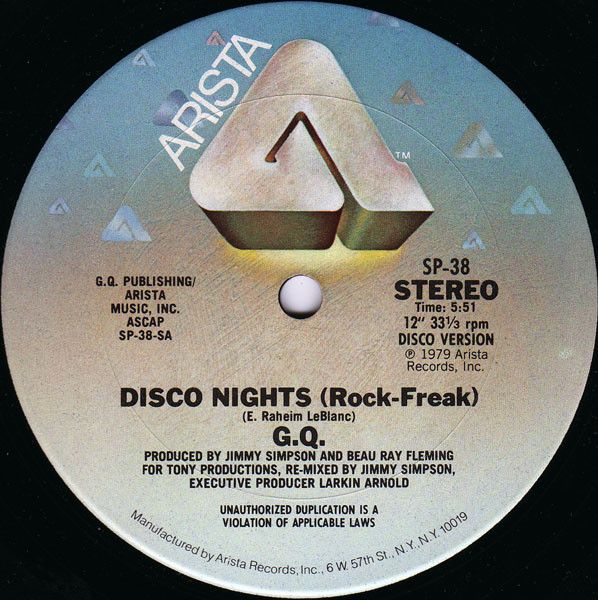 ARISTA
™
G.Q. PUBLISHING/
ARISTA
MUSIC, INC.
ASCAP
SP-38-SA
SP-38
STEREO
Time: 5:51
12" 33⅓ rpm
DISCO VERSION
℗ 1979 Arista
Records, Inc.
DISCO NIGHTS (Rock-Freak)
(E. Raheim LeBlanc)
G.Q.
PRODUCED BY JIMMY SIMPSON AND BEAU RAY FLEMING
FOR TONY PRODUCTIONS, RE-MIXED BY JIMMY SIMPSON,
EXECUTIVE PRODUCER LARKIN ARNOLD
UNAUTHORIZED DUPLICATION IS A
VIOLATION OF APPLICABLE LAWS
Manufactured by Arista Records, Inc., 6 W. 57th St., N.Y., N.Y. 10019